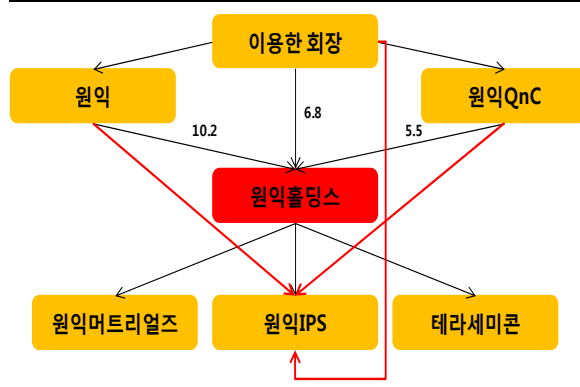 이용한 회장
원익
원익QnC
10.2
6.8
5.5
원익홀딩스
원익머트리얼즈
원익IPS
테라세미콘